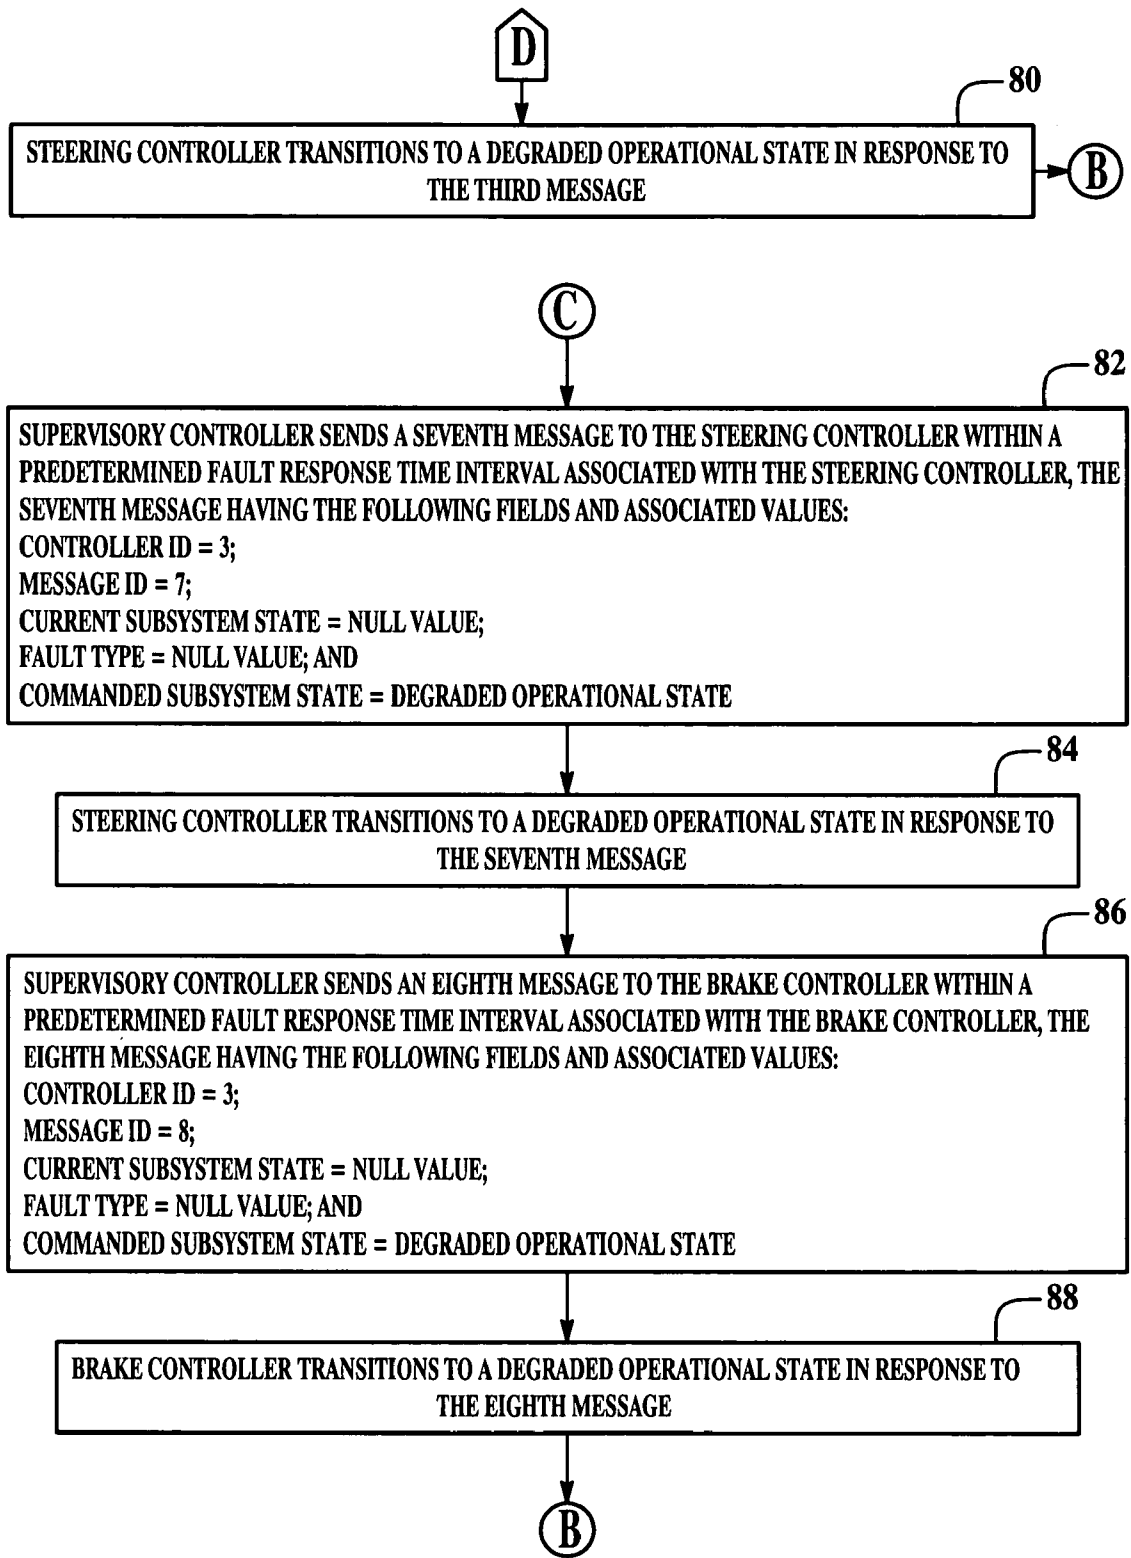 D
80
STEERING CONTROLLER TRANSITIONS TO A DEGRADED OPERATIONAL STATE IN RESPONSE TO
THE THIRD MESSAGE
B
C
82
SUPERVISORY CONTROLLER SENDS A SEVENTH MESSAGE TO THE STEERING CONTROLLER WITHIN A
PREDETERMINED FAULT RESPONSE TIME INTERVAL ASSOCIATED WITH THE STEERING CONTROLLER, THE
SEVENTH MESSAGE HAVING THE FOLLOWING FIELDS AND ASSOCIATED VALUES:
CONTROLLER ID = 3;
MESSAGE ID = 7;
CURRENT SUBSYSTEM STATE = NULL VALUE;
FAULT TYPE = NULL VALUE; AND
COMMANDED SUBSYSTEM STATE = DEGRADED OPERATIONAL STATE
84
STEERING CONTROLLER TRANSITIONS TO A DEGRADED OPERATIONAL STATE IN RESPONSE TO
THE SEVENTH MESSAGE
86
SUPERVISORY CONTROLLER SENDS AN EIGHTH MESSAGE TO THE BRAKE CONTROLLER WITHIN A
PREDETERMINED FAULT RESPONSE TIME INTERVAL ASSOCIATED WITH THE BRAKE CONTROLLER, THE
EIGHTH MESSAGE HAVING THE FOLLOWING FIELDS AND ASSOCIATED VALUES:
CONTROLLER ID = 3;
MESSAGE ID = 8;
CURRENT SUBSYSTEM STATE = NULL VALUE;
FAULT TYPE = NULL VALUE; AND
COMMANDED SUBSYSTEM STATE = DEGRADED OPERATIONAL STATE
88
BRAKE CONTROLLER TRANSITIONS TO A DEGRADED OPERATIONAL STATE IN RESPONSE TO
THE EIGHTH MESSAGE
B